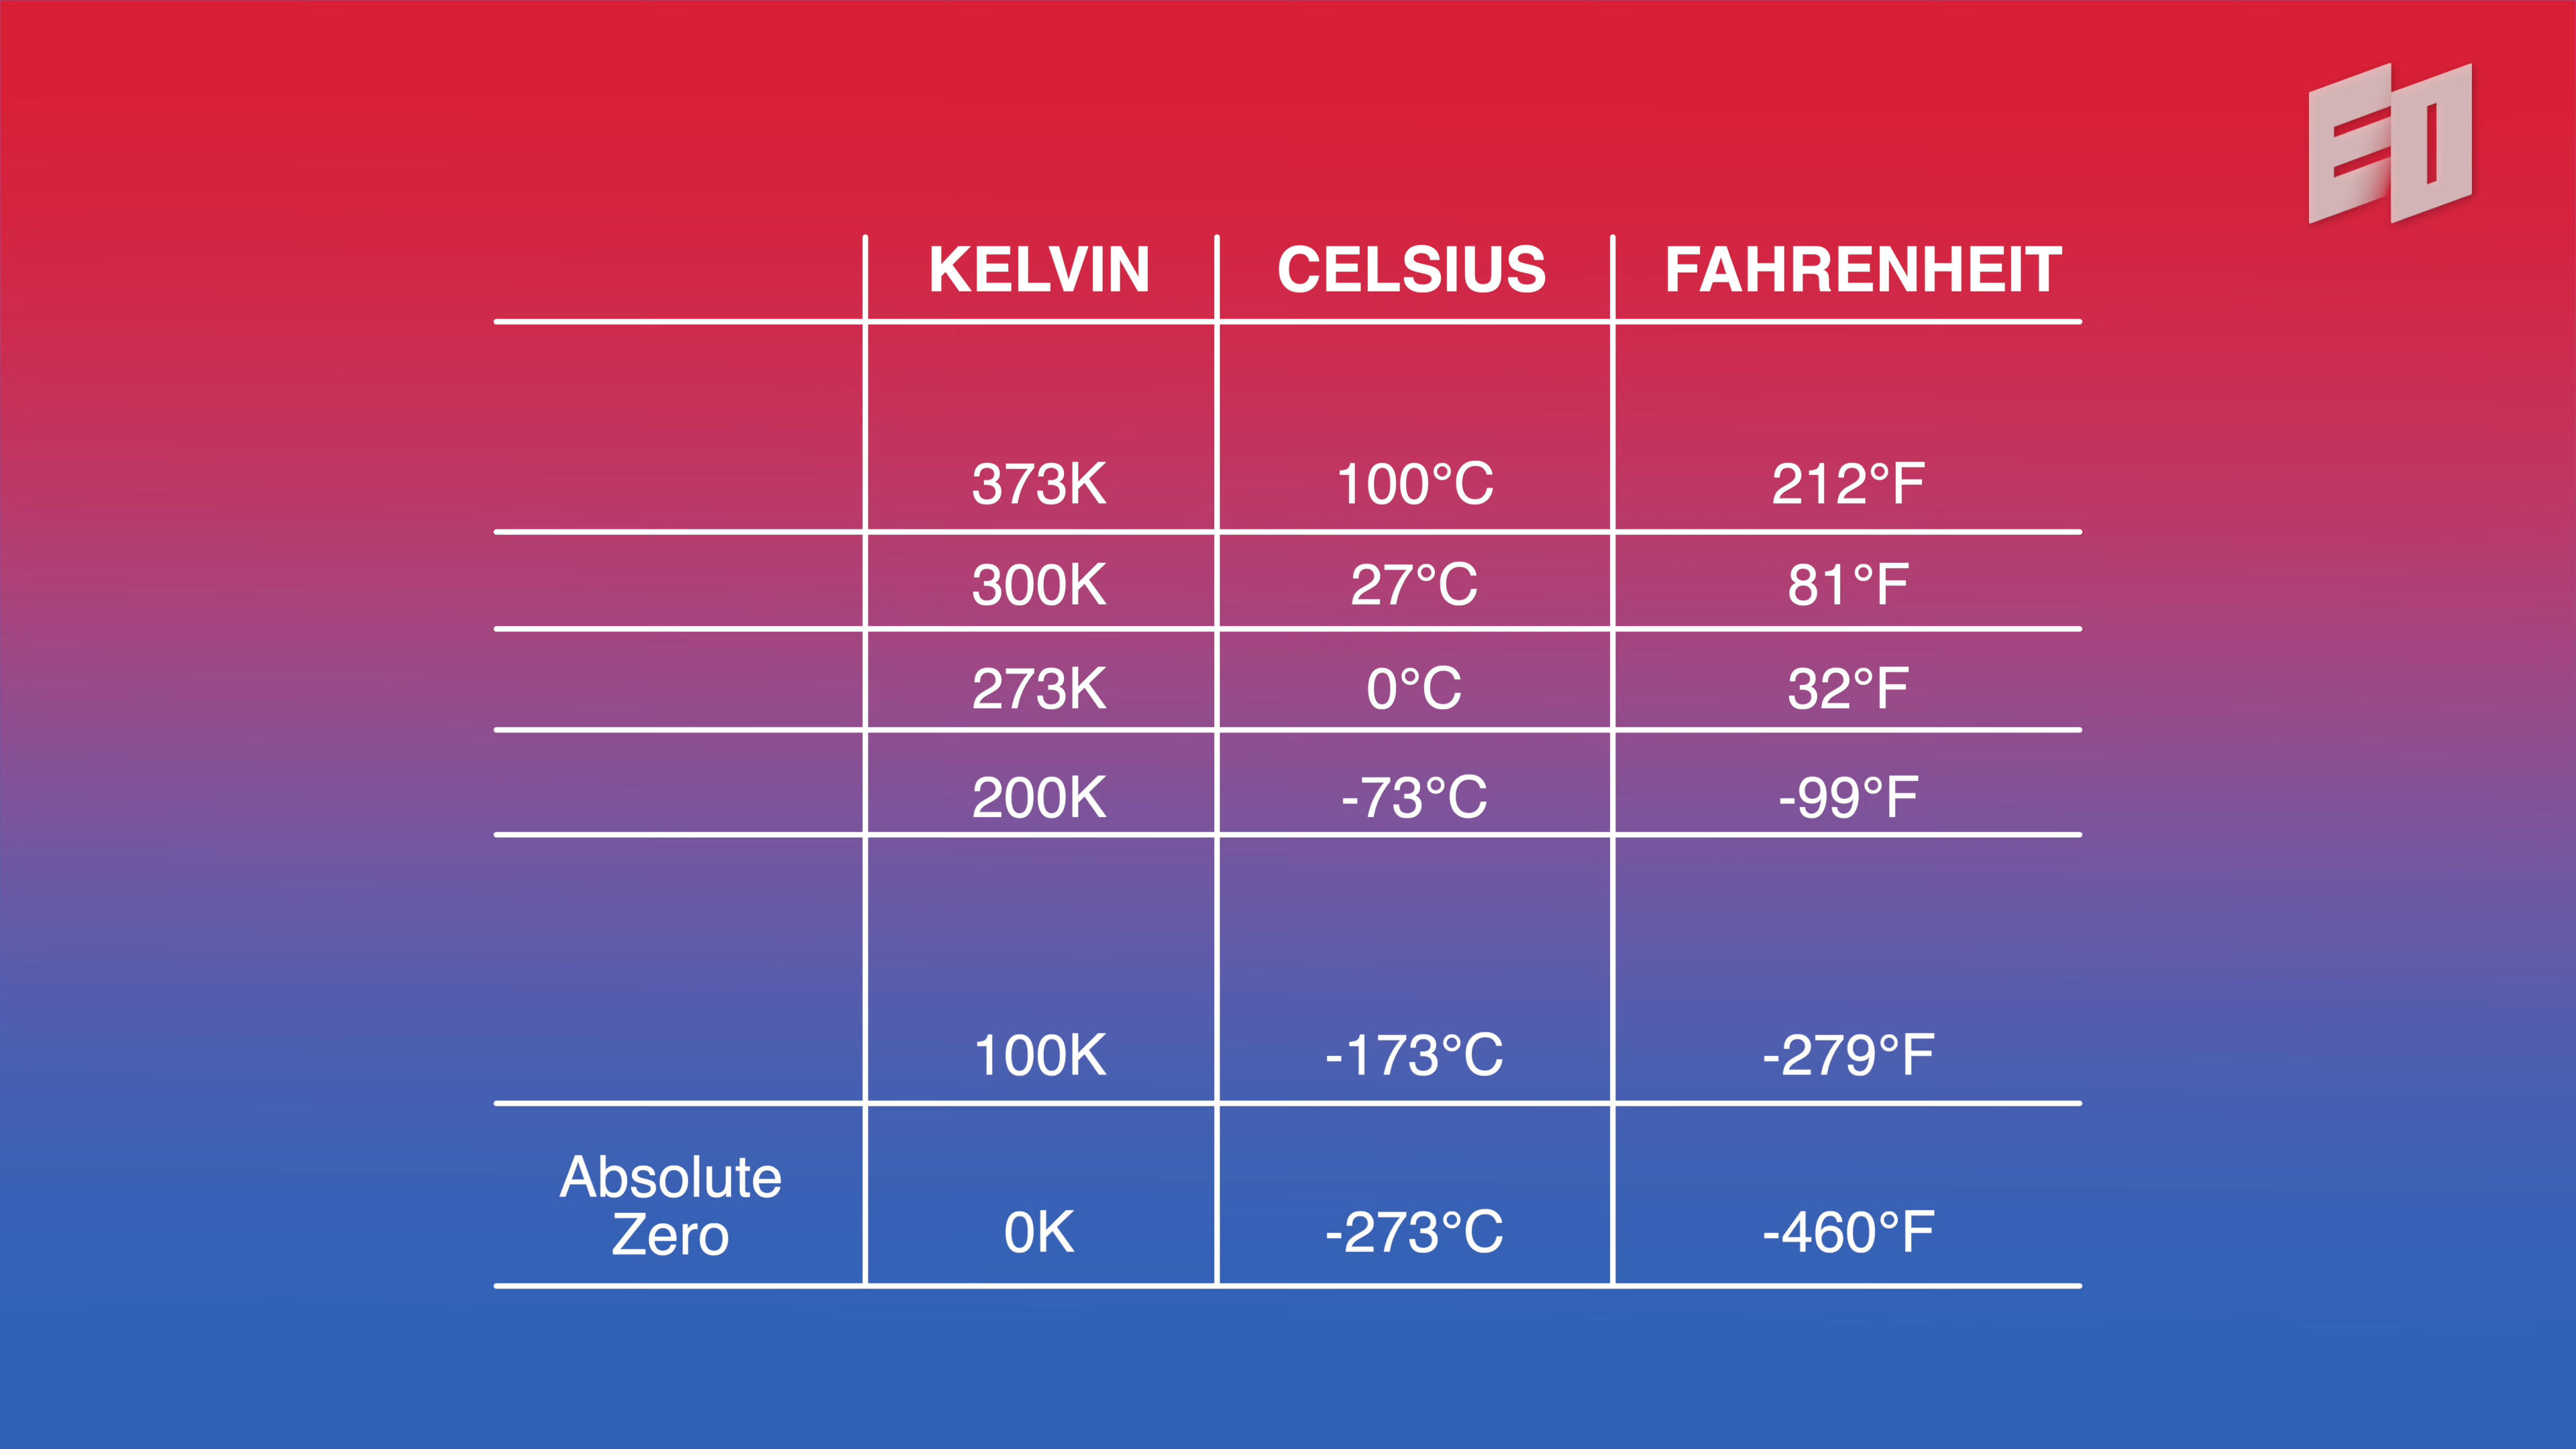 EO
KELVIN CELSIUS FAHRENHEIT
373K 100°C 212°F
300K 27°C 81°F
273K 0°C 32°F
200K -73°C -99°F
100K -173°C -279°F
Absolute
Zero 0K -273°C -460°F